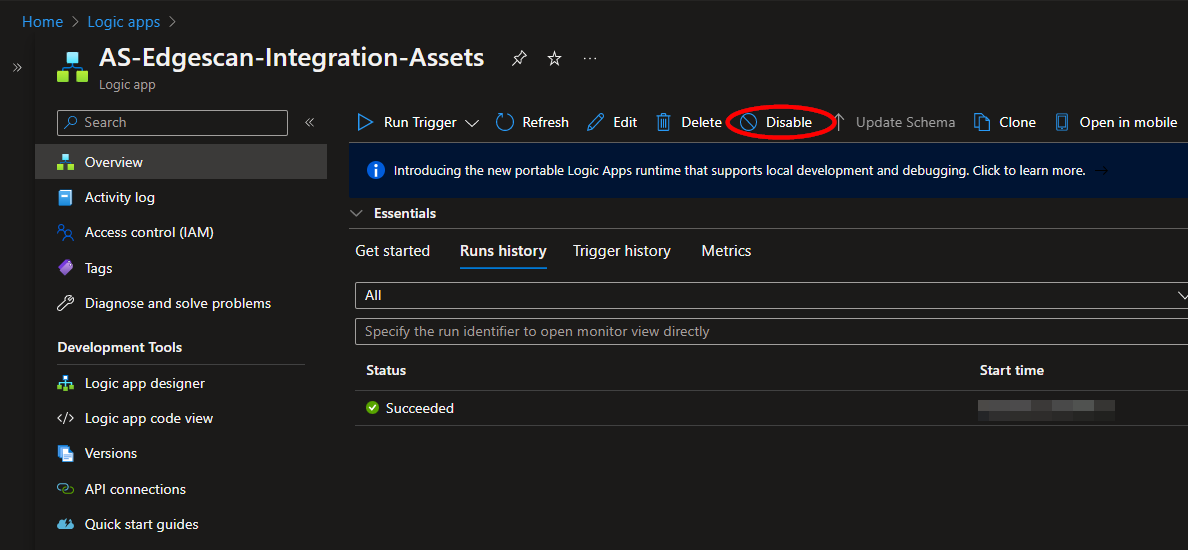 Home > Logic apps >
»
AS-Edgescan-Integration-Assets
...
Logic app
Search
«
Run Trigger
Refresh
Edit
Delete
Disable
Update Schema
Clone
Open in mobile
Overview
Activity log
Access control (IAM)
Tags
Diagnose and solve problems
Development Tools
Logic app designer
Logic app code view
Versions
API connections
Quick start guides
Introducing the new portable Logic Apps runtime that supports local development and debugging. Click to learn more. →
Essentials
Get started
Runs history
Trigger history
Metrics
All
Specify the run identifier to open monitor view directly
Status
Start time
Succeeded